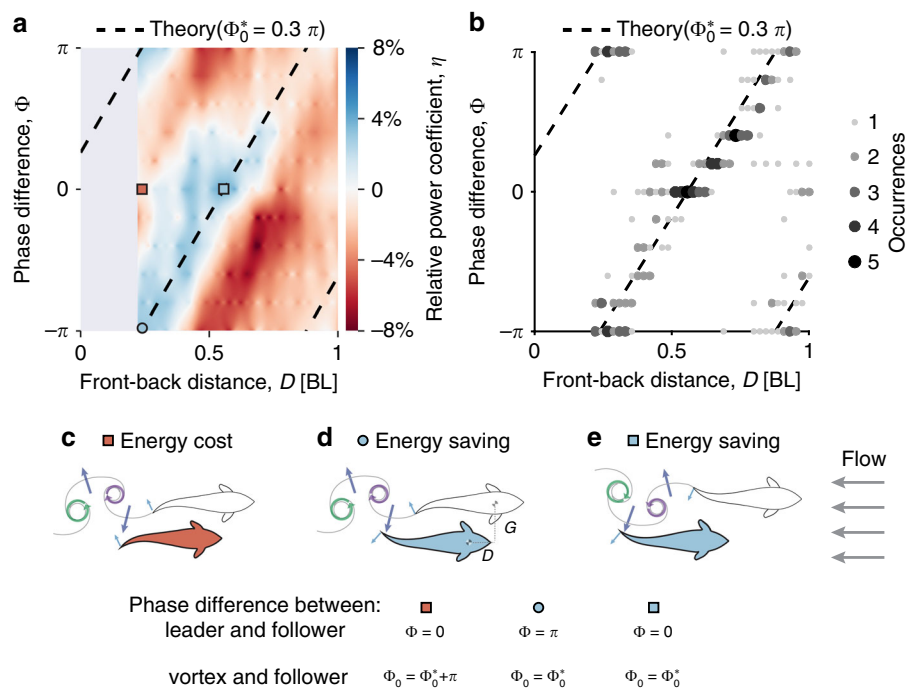 a
Theory(Φ₀* = 0.3 π)
π
0
−π
Phase difference, Φ
0
0.5
1
Front-back distance, D [BL]
8%
4%
0
−4%
−8%
Relative power coefficient, η
b
Theory(Φ₀* = 0.3 π)
π
0
−π
Phase difference, Φ
0
0.5
1
Front-back distance, D [BL]
1
2
3
4
5
Occurrences
c Energy cost
d Energy saving
G
D
e Energy saving
Flow
Phase difference between:
leader and follower Φ = 0 Φ = π Φ = 0
vortex and follower Φ₀ = Φ₀*+π Φ₀ = Φ₀* Φ₀ = Φ₀*